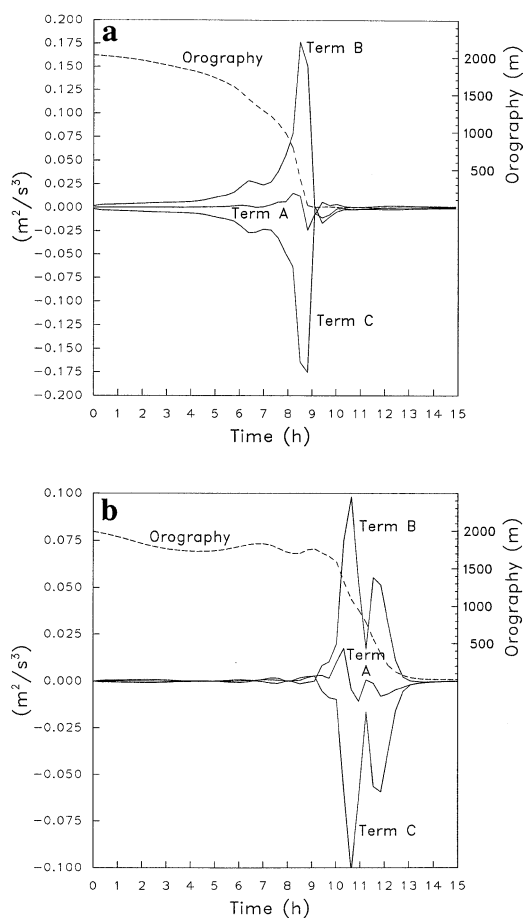 a
0.200
0.175
0.150
0.125
0.100
0.075
0.050
0.025
0.000
−0.025
−0.050
−0.075
−0.100
−0.125
−0.150
−0.175
−0.200
(m²/s³)
Orography
Term B
Term A
Term C
2000
1500
1000
500
Orography (m)
0 1 2 3 4 5 6 7 8 9 10 11 12 13 14 15
Time (h)
b
0.100
0.075
0.050
0.025
0.000
−0.025
−0.050
−0.075
−0.100
(m²/s³)
Orography
Term B
Term
A
Term C
2000
1500
1000
500
Orography (m)
0 1 2 3 4 5 6 7 8 9 10 11 12 13 14 15
Time (h)